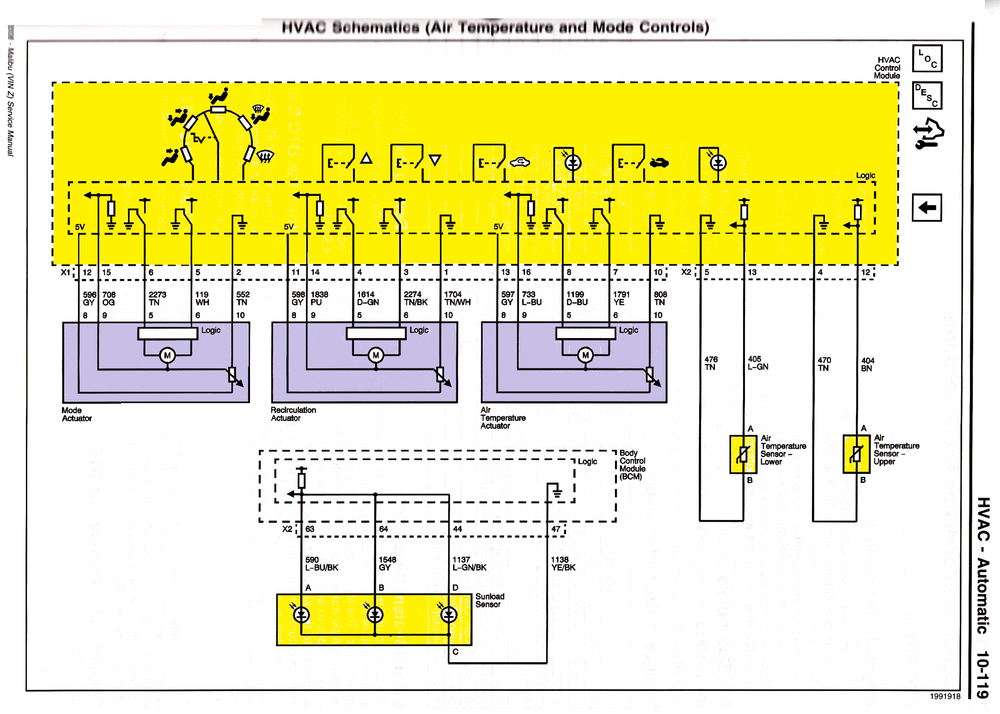 HVAC Schematics (Air Temperature and Mode Controls)
- Malibu (VIN Z) Service Manual
HVAC
Control
Module
L O C
D E S C
Logic
5V
5V
5V
X1 12 15 6 5 2 11 14 4 3 1 13 16 8 7 10 X2 5 13 4 12
596 708 2273 119 552 598 1838 1614 2274 1704 597 733 1199 1791 808
GY OG TN WH TN GY PU D-GN TN/BK TN/WH GY L-BU D-BU YE TN
8 9 5 6 10 8 9 5 6 10 8 9 5 6 10
Logic
Logic
Logic
M
M
M
476 405 470 404
TN L-GN TN BN
Mode
Actuator
Recirculation
Actuator
Air
Temperature
Actuator
A
Air
Temperature
Sensor –
Lower
B
A
Air
Temperature
Sensor –
Upper
B
Body
Control
Module
(BCM)
Logic
X2 63 64 44 47
590 1548 1137 1138
L-BU/BK GY L-GN/BK YE/BK
A B D
Sunload
Sensor
C
HVAC - Automatic 10-119
1991918